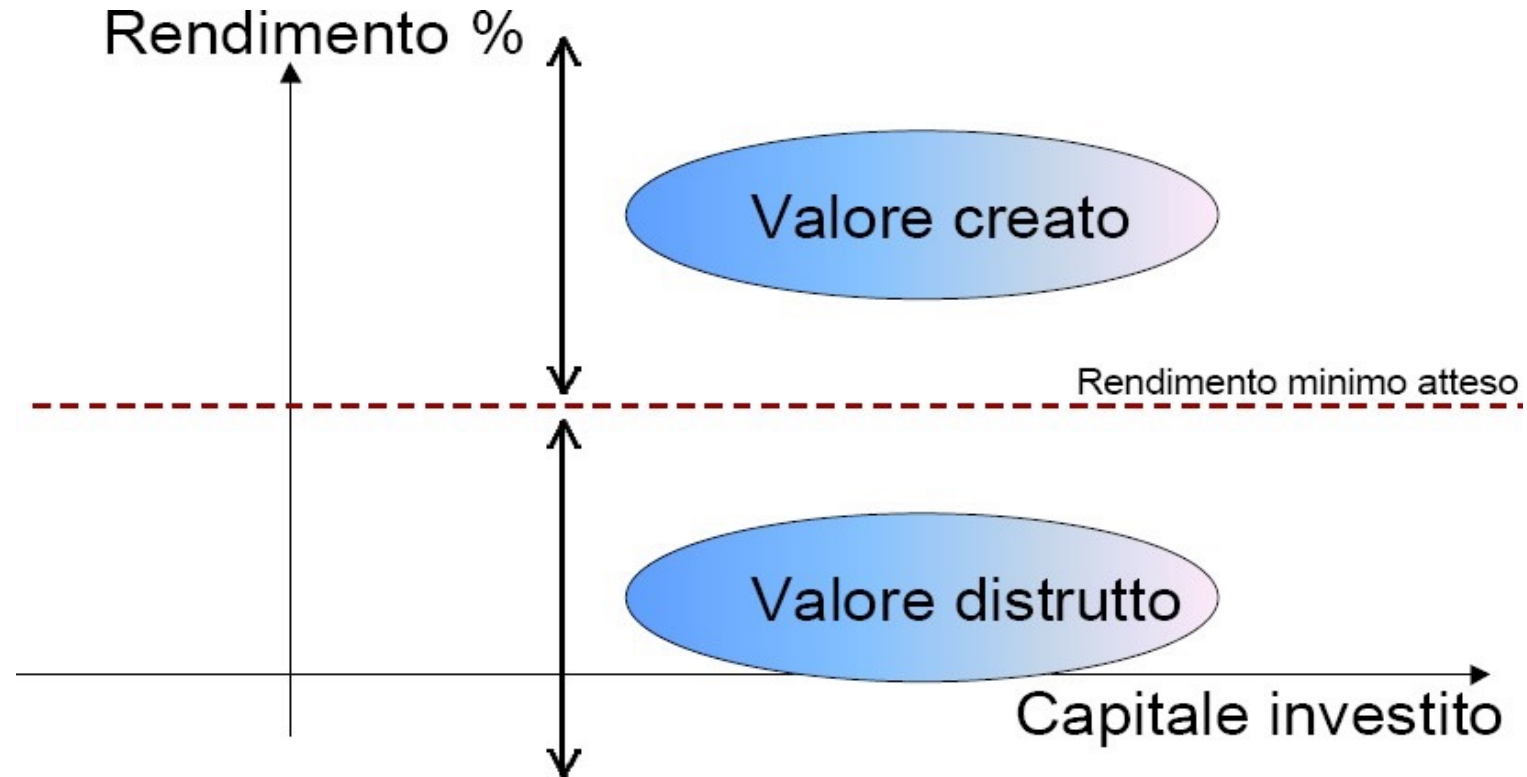 Rendimento %
Valore creato
Rendimento minimo atteso
Valore distrutto
Capitale investito